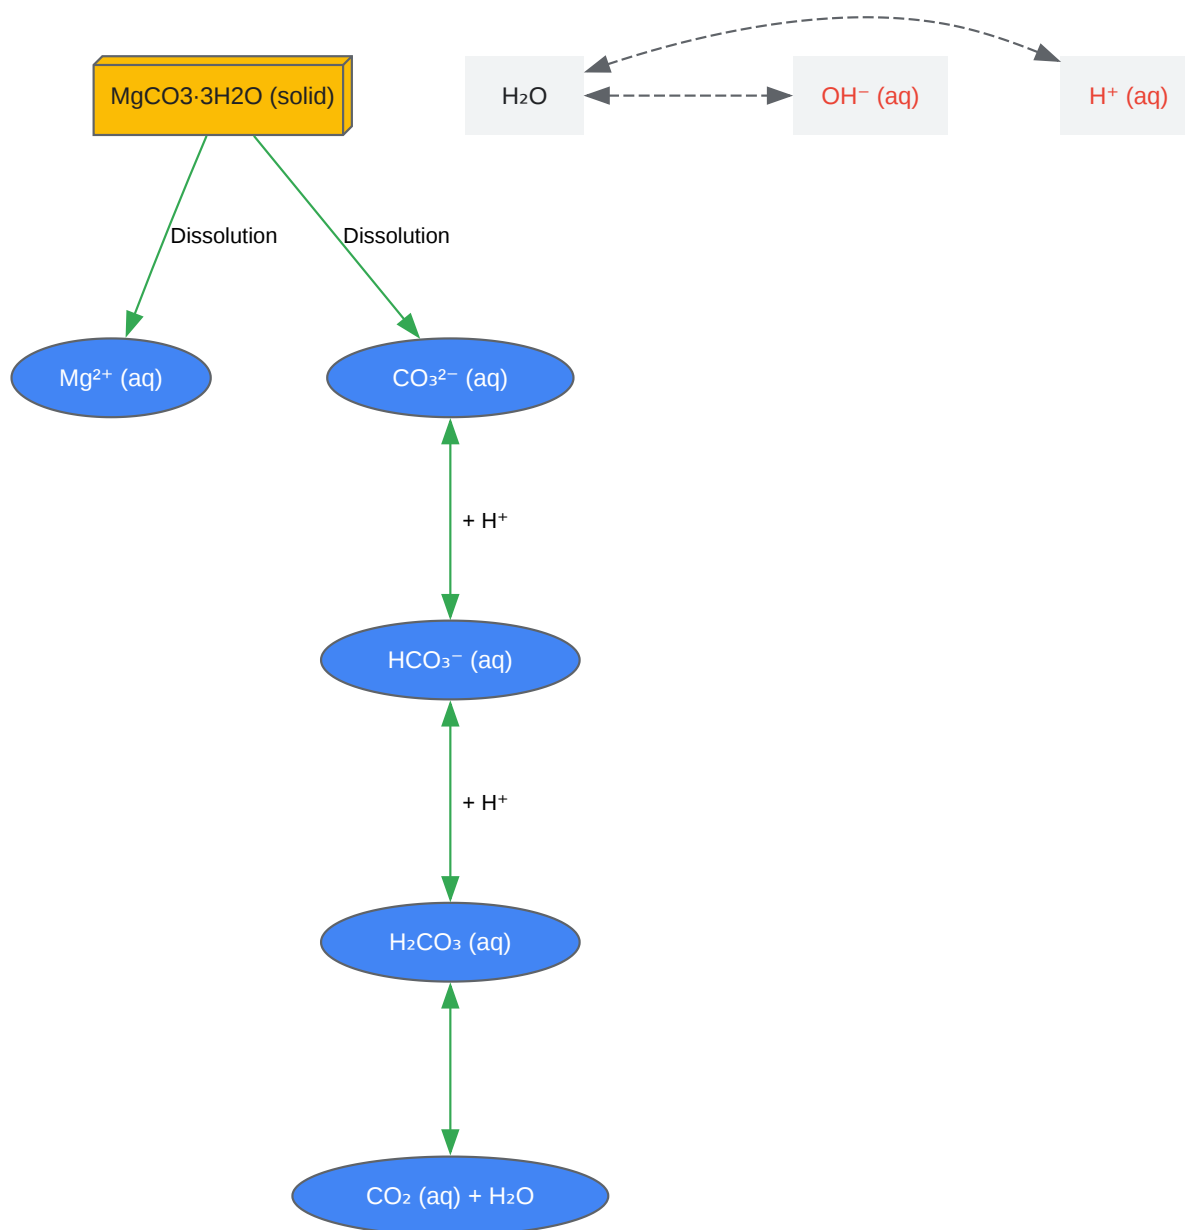 MgCO3·3H2O (solid)
H₂O
OH⁻ (aq)
H⁺ (aq)
Dissolution
Dissolution
Mg²⁺ (aq)
CO₃²⁻ (aq)
+ H⁺
HCO₃⁻ (aq)
+ H⁺
H₂CO₃ (aq)
CO₂ (aq) + H₂O